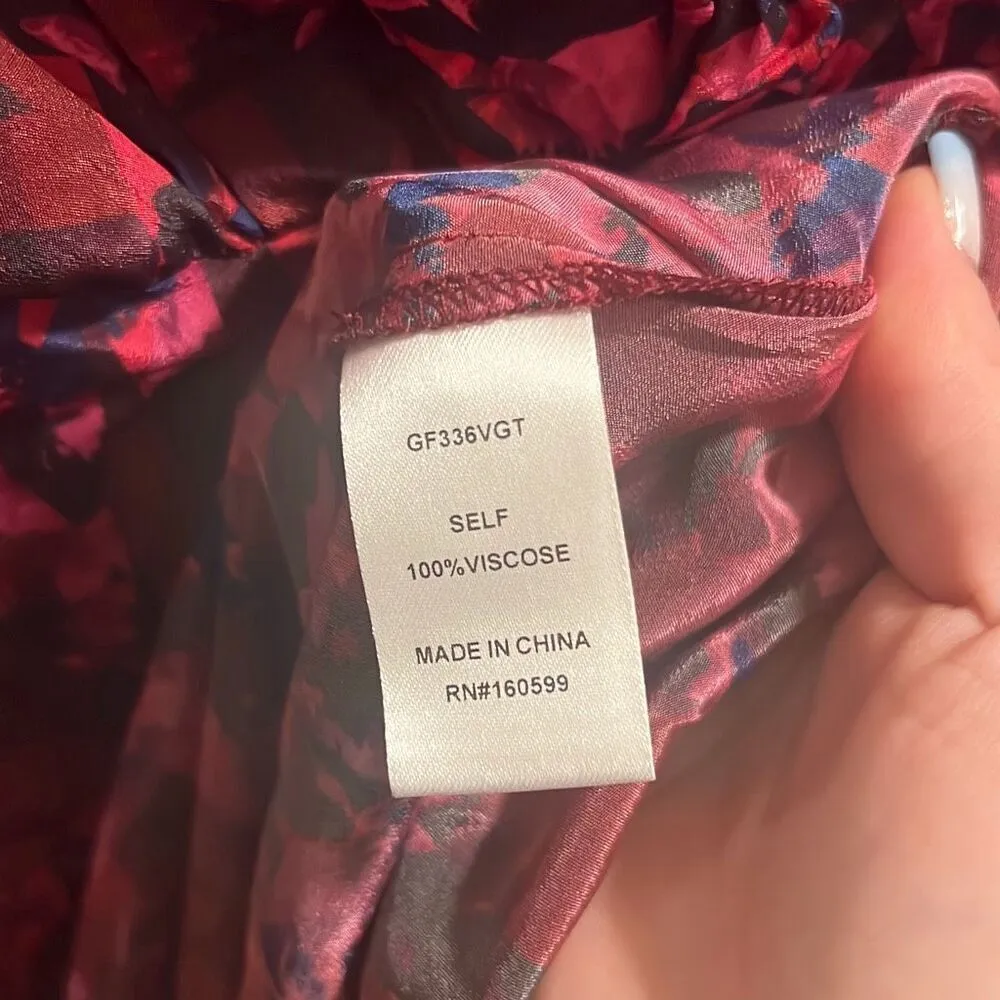 GF336VGT
SELF
100%VISCOSE
MADE IN CHINA
RN#160599